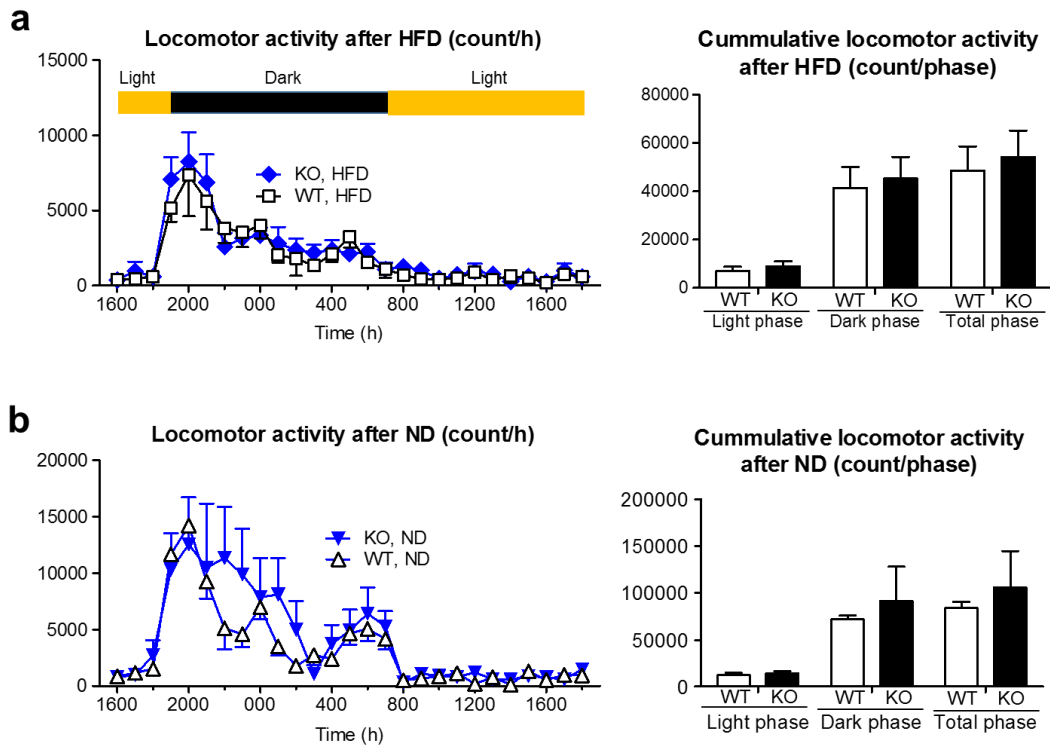 a
Locomotor activity after HFD (count/h)
15000
10000
5000
0
Light
Dark
Light
KO, HFD
WT, HFD
1600 2000 000 400 800 1200 1600
Time (h)
Cummulative locomotor activity
after HFD (count/phase)
80000
60000
40000
20000
0
WT KO WT KO WT KO
Light phase Dark phase Total phase
b
Locomotor activity after ND (count/h)
20000
15000
10000
5000
0
KO, ND
WT, ND
1600 2000 000 400 800 1200 1600
Time (h)
Cummulative locomotor activity
after ND (count/phase)
200000
150000
100000
50000
0
WT KO WT KO WT KO
Light phase Dark phase Total phase